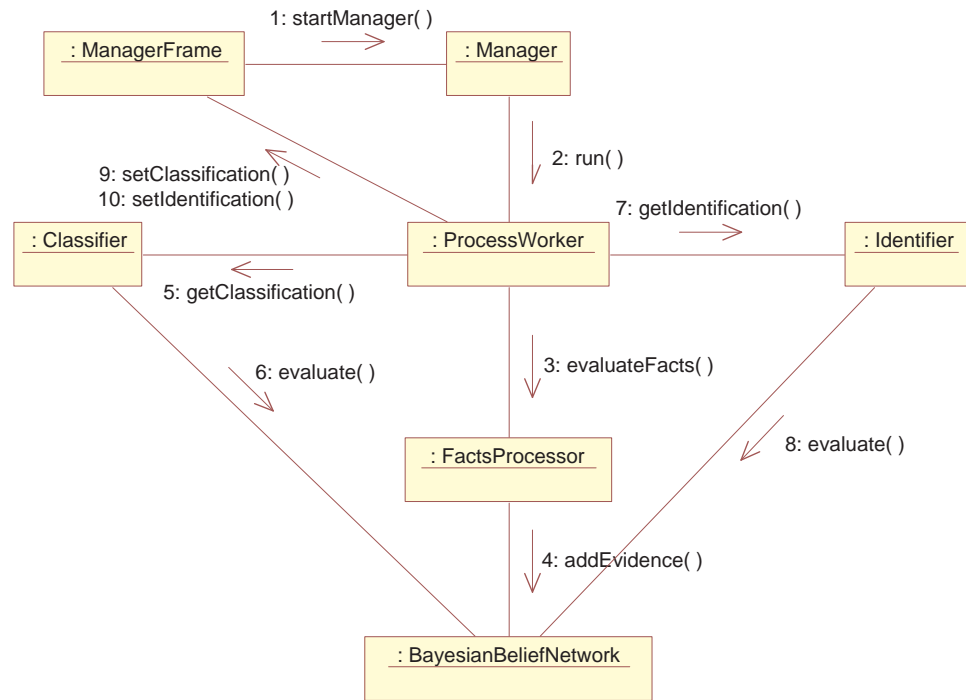 1: startManager( )
: ManagerFrame
: Manager
2: run( )
9: setClassification( )
10: setIdentification( )
7: getIdentification( )
: Classifier
: ProcessWorker
: Identifier
5: getClassification( )
6: evaluate( )
3: evaluateFacts( )
8: evaluate( )
: FactsProcessor
4: addEvidence( )
: BayesianBeliefNetwork